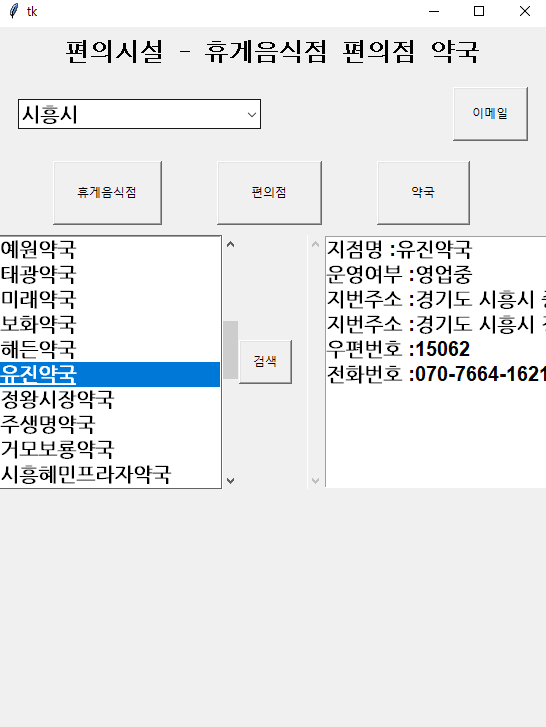 tk
편의시설 - 휴게음식점 편의점 약국
시흥시
이메일
휴게음식점
편의점
약국
예원약국
태광약국
미래약국
보화약국
해든약국
유진약국
정왕시장약국
주생명약국
거모보룡약국
시흥혜민프라자약국
검색
지점명 :유진약국
운영여부 :영업중
지번주소 :경기도 시흥시
지번주소 :경기도 시흥시
우편번호 :15062
전화번호 :070-7664-1621